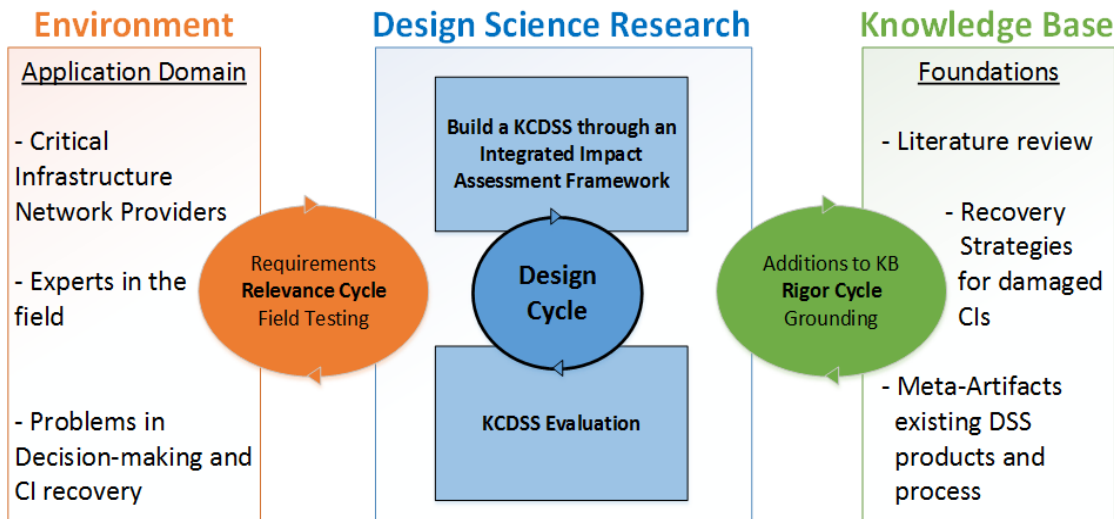 Environment
Application Domain
- Critical
Infrastructure
Network Providers
- Experts in the
field
- Problems in
Decision-making and
CI recovery
Requirements
Relevance Cycle
Field Testing
Design Science Research
Build a KCDSS through an
Integrated Impact
Assessment Framework
Design
Cycle
KCDSS Evaluation
Additions to KB
Rigor Cycle
Grounding
Knowledge Base
Foundations
- Literature review
- Recovery
Strategies
for damaged
CIs
- Meta-Artifacts
existing DSS
products and
process